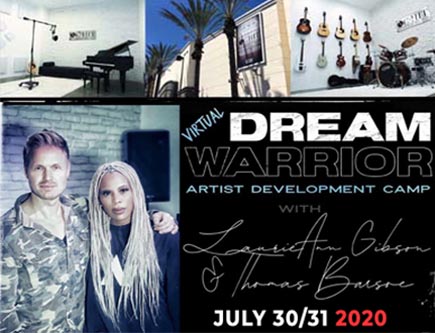 VIRTUAL
DREAM
WARRIOR
ARTIST DEVELOPMENT CAMP
WITH
LaurieAnn Gibson
& Thomas Barsoe
JULY 30/31 2020